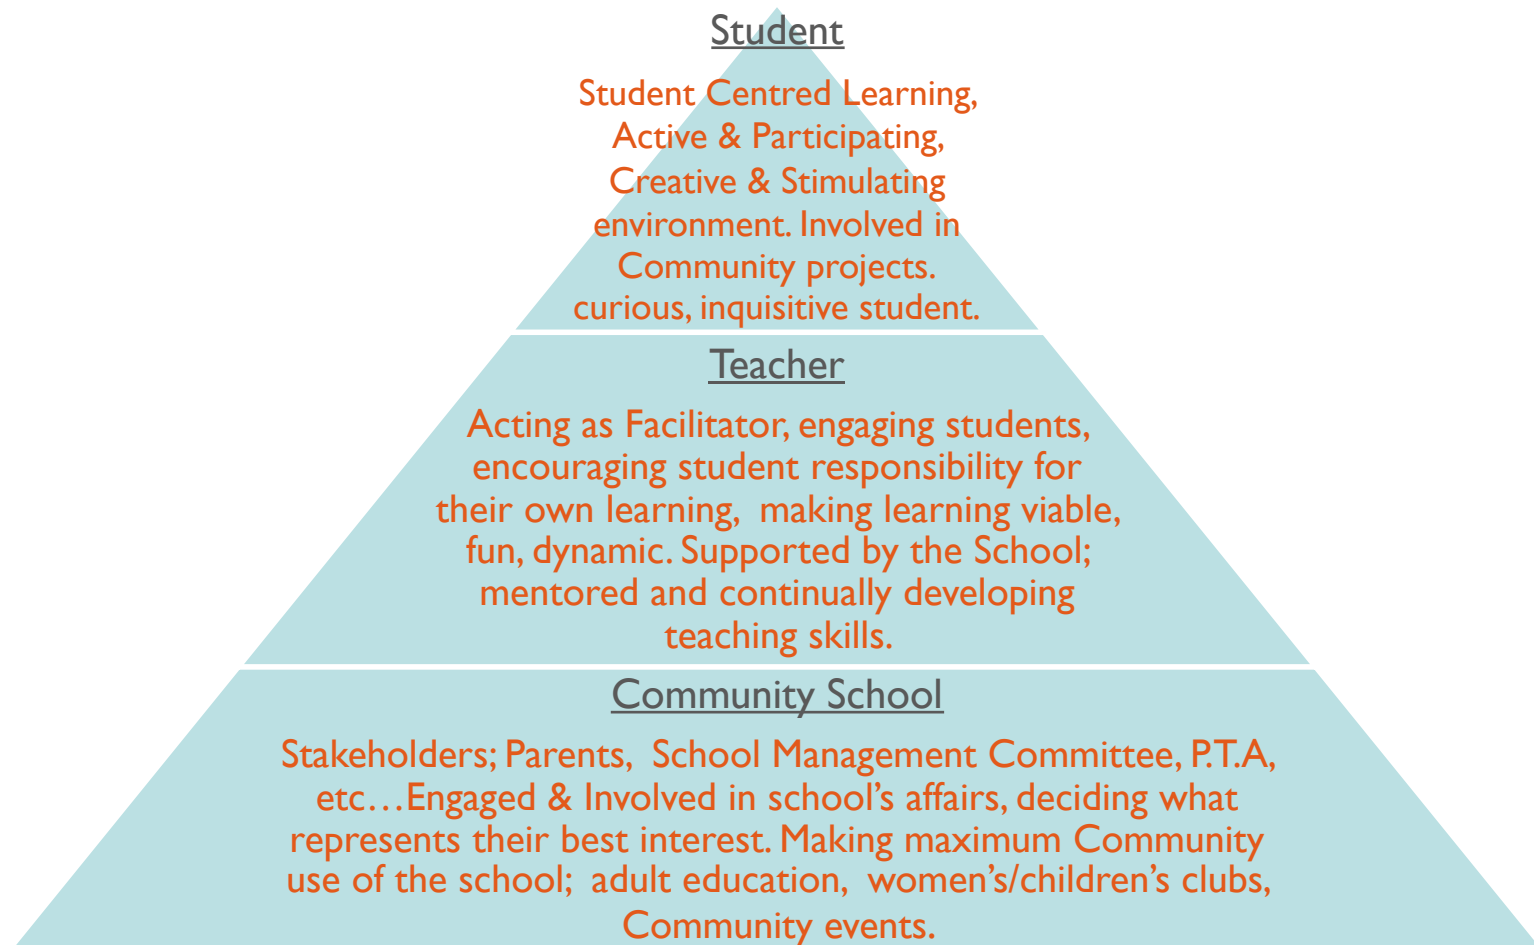 Student
Student Centred Learning,
Active & Participating,
Creative & Stimulating
environment. Involved in
Community projects.
curious, inquisitive student.
Teacher
Acting as Facilitator, engaging students,
encouraging student responsibility for
their own learning,  making learning viable,
fun, dynamic. Supported by the School;
mentored and continually developing
teaching skills.
Community School
Stakeholders; Parents,  School Management Committee, P.T.A,
etc…Engaged & Involved in school’s affairs, deciding what
represents their best interest. Making maximum Community
use of the school;  adult education,  women’s/children’s clubs,
Community events.